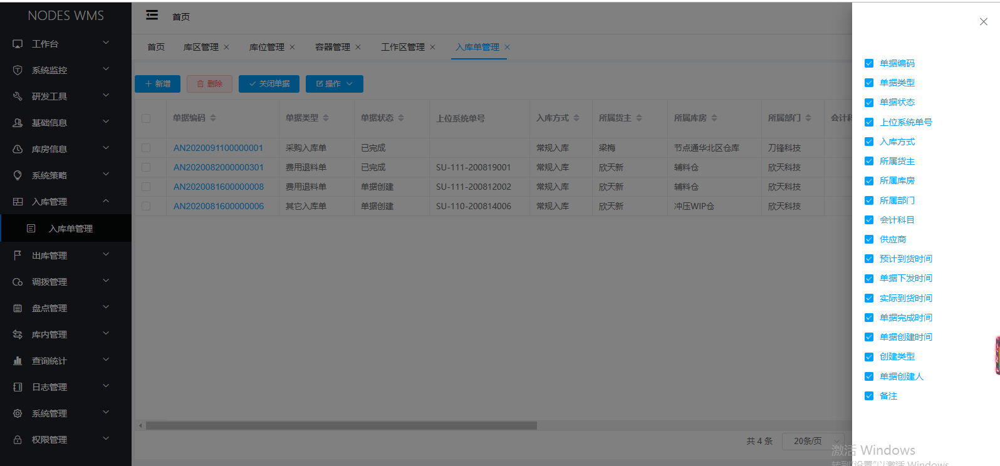 NODES WMS
首页
工作台
系统监控
研发工具
基础信息
库房信息
系统策略
入库管理
入库单管理
出库管理
调拨管理
盘点管理
库内管理
查询统计
日志管理
系统管理
权限管理
首页 库区管理 库位管理 容器管理 工作区管理 入库单管理
新增 删除 关闭单据 操作
单据编码 单据类型 单据状态 上位系统单号 入库方式 所属货主 所属库房 所属部门 会计科
AN2020091100000001 采购入库单 已完成 常规入库 梁梅 节点通华北区仓库 刀锋科技
AN2020082000000301 费用退料单 已完成 SU-111-200819001 常规入库 欣天新 辅料仓 欣天科技
AN2020081600000008 费用退料单 单据创建 SU-111-200812002 常规入库 欣天新 辅料仓 欣天科技
AN2020081600000006 其它入库单 单据创建 SU-110-200814006 常规入库 欣天新 冲压WIP仓 欣天科技
共 4 条 20条/页
单据编码
单据类型
单据状态
上位系统单号
入库方式
所属货主
所属库房
所属部门
会计科目
供应商
预计到货时间
单据下发时间
实际到货时间
单据完成时间
单据创建时间
创建类型
单据创建人
备注
激活 Windows
转到"设置"以激活 Windows